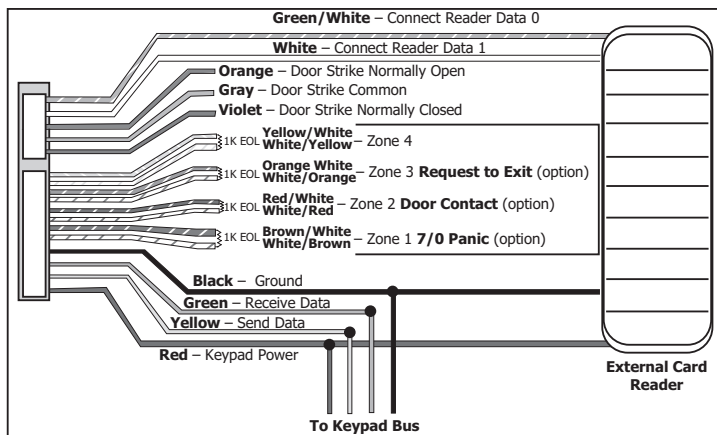 Green/White – Connect Reader Data 0
White – Connect Reader Data 1
Orange – Door Strike Normally Open
Gray – Door Strike Common
Violet – Door Strike Normally Closed
1K EOL Yellow/White
White/Yellow – Zone 4
1K EOL Orange White
White/Orange – Zone 3 Request to Exit (option)
1K EOL Red/White
White/Red – Zone 2 Door Contact (option)
1K EOL Brown/White
White/Brown – Zone 1 7/0 Panic (option)
Black – Ground
Green – Receive Data
Yellow – Send Data
Red – Keypad Power
External Card
Reader
To Keypad Bus